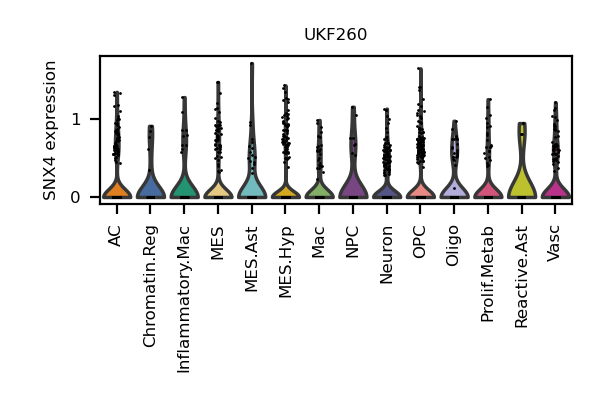 UKF260
SNX4 expression
1
0
AC
Chromatin.Reg
Inflammatory.Mac
MES
MES.Ast
MES.Hyp
Mac
NPC
Neuron
OPC
Oligo
Prolif.Metab
Reactive.Ast
Vasc